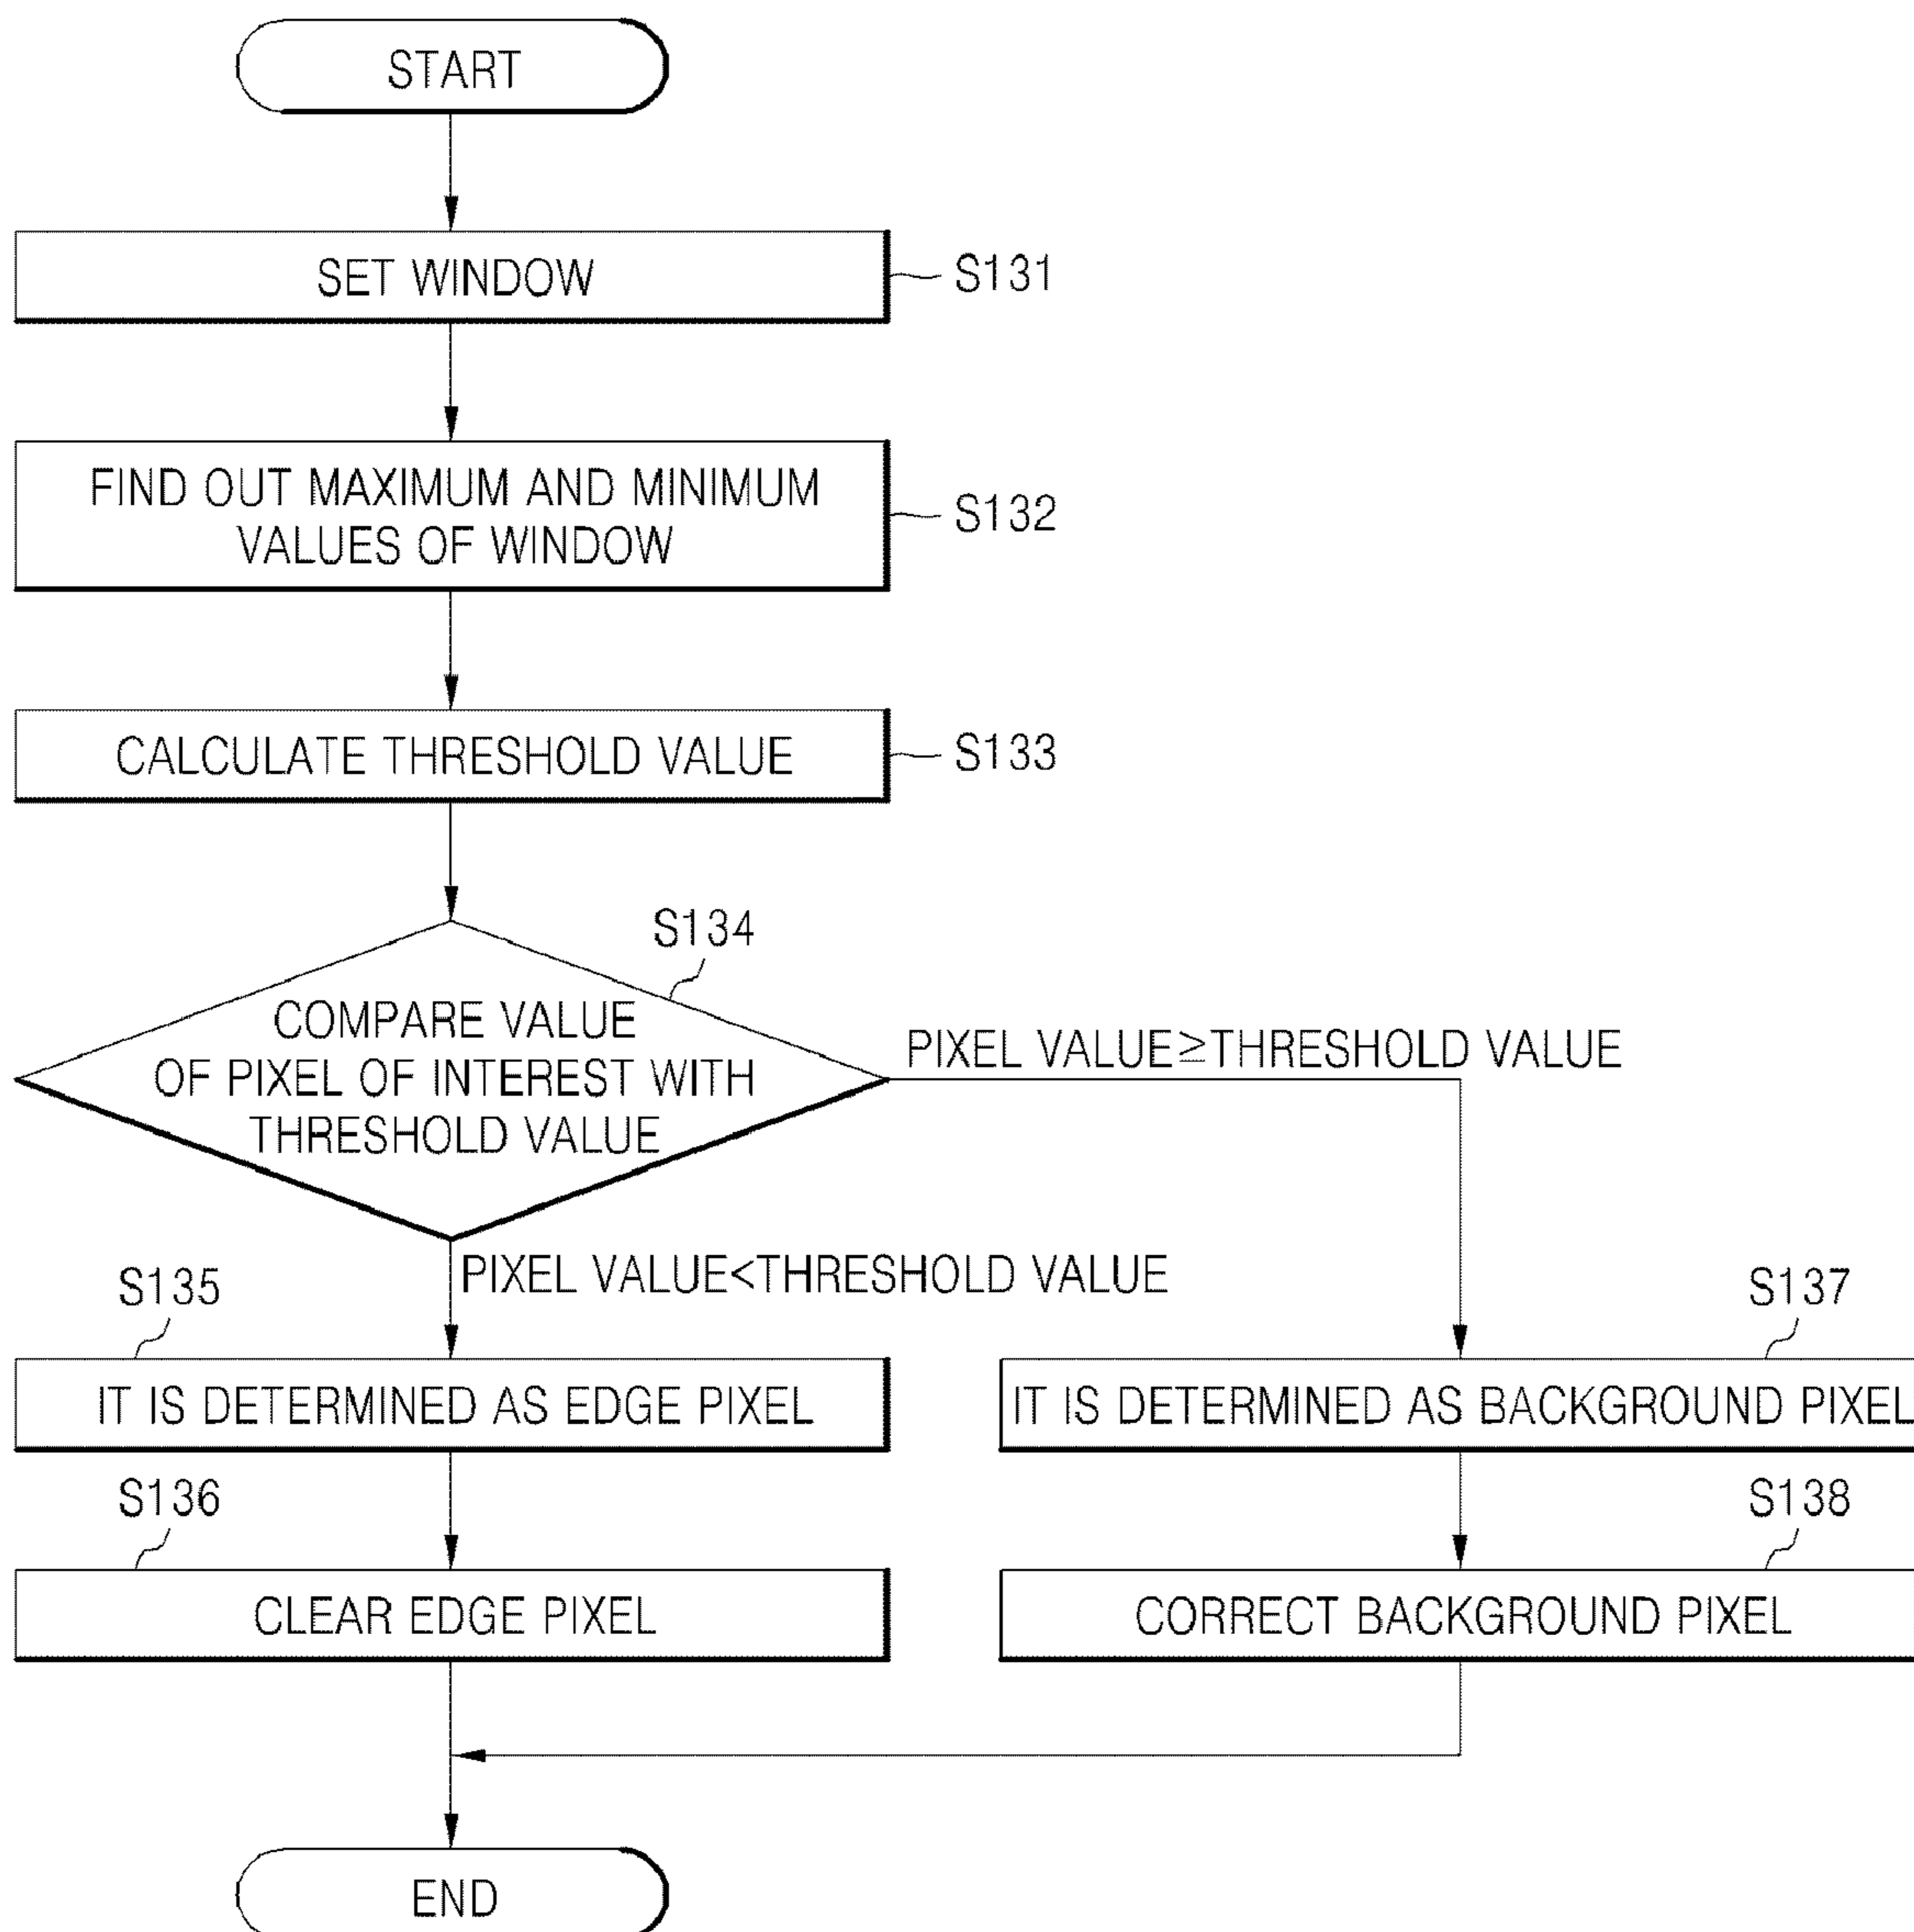 START
SET WINDOW
S131
FIND OUT MAXIMUM AND MINIMUM
VALUES OF WINDOW
S132
CALCULATE THRESHOLD VALUE
S133
S134
COMPARE VALUE
OF PIXEL OF INTEREST WITH
THRESHOLD VALUE
PIXEL VALUE≥THRESHOLD VALUE
PIXEL VALUE<THRESHOLD VALUE
S135
IT IS DETERMINED AS EDGE PIXEL
S137
IT IS DETERMINED AS BACKGROUND PIXEL
S136
CLEAR EDGE PIXEL
S138
CORRECT BACKGROUND PIXEL
END